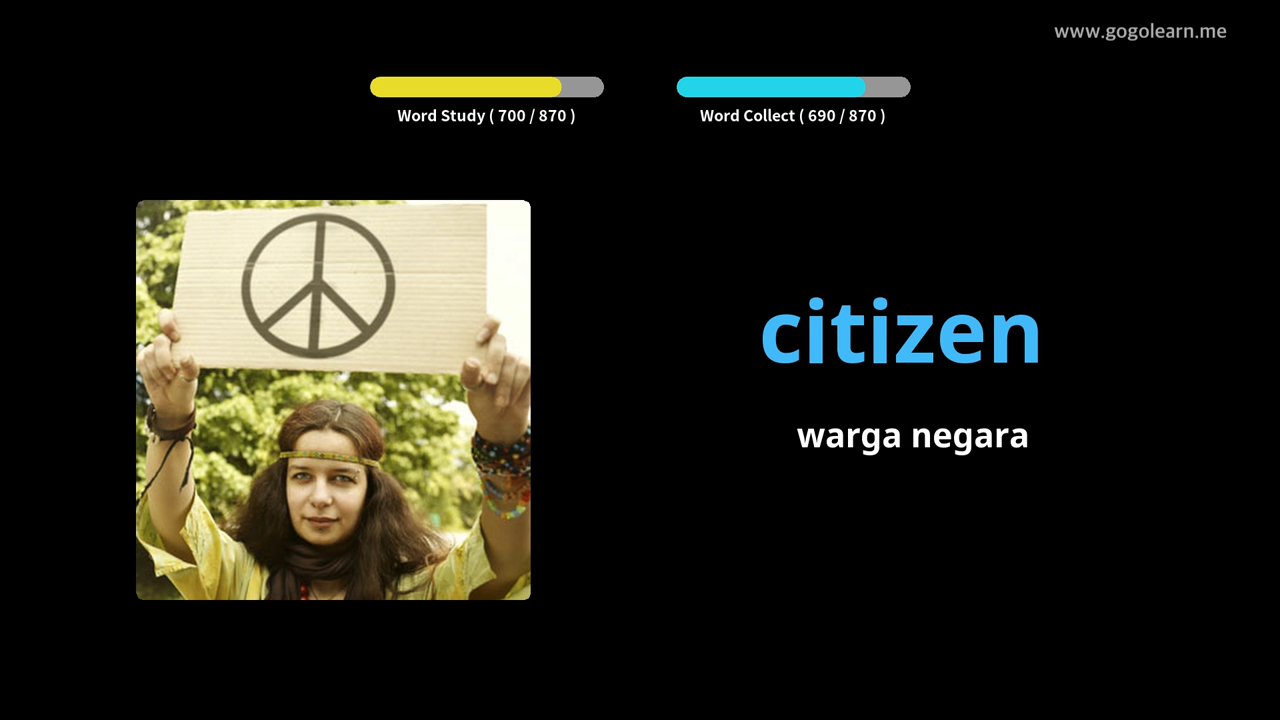 www.gogolearn.me
Word Study ( 700 / 870 )
Word Collect ( 690 / 870 )
citizen
warga negara